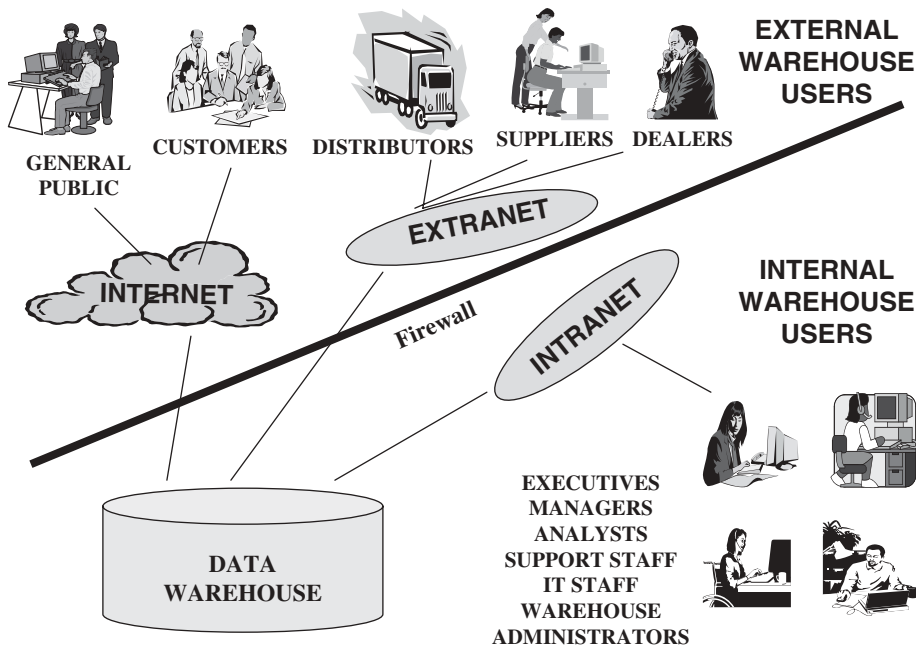 EXTERNAL
WAREHOUSE
USERS
GENERAL
PUBLIC
CUSTOMERS
DISTRIBUTORS
SUPPLIERS
DEALERS
EXTRANET
INTERNET
Firewall
INTRANET
INTERNAL
WAREHOUSE
USERS
DATA
WAREHOUSE
EXECUTIVES
MANAGERS
ANALYSTS
SUPPORT STAFF
IT STAFF
WAREHOUSE
ADMINISTRATORS